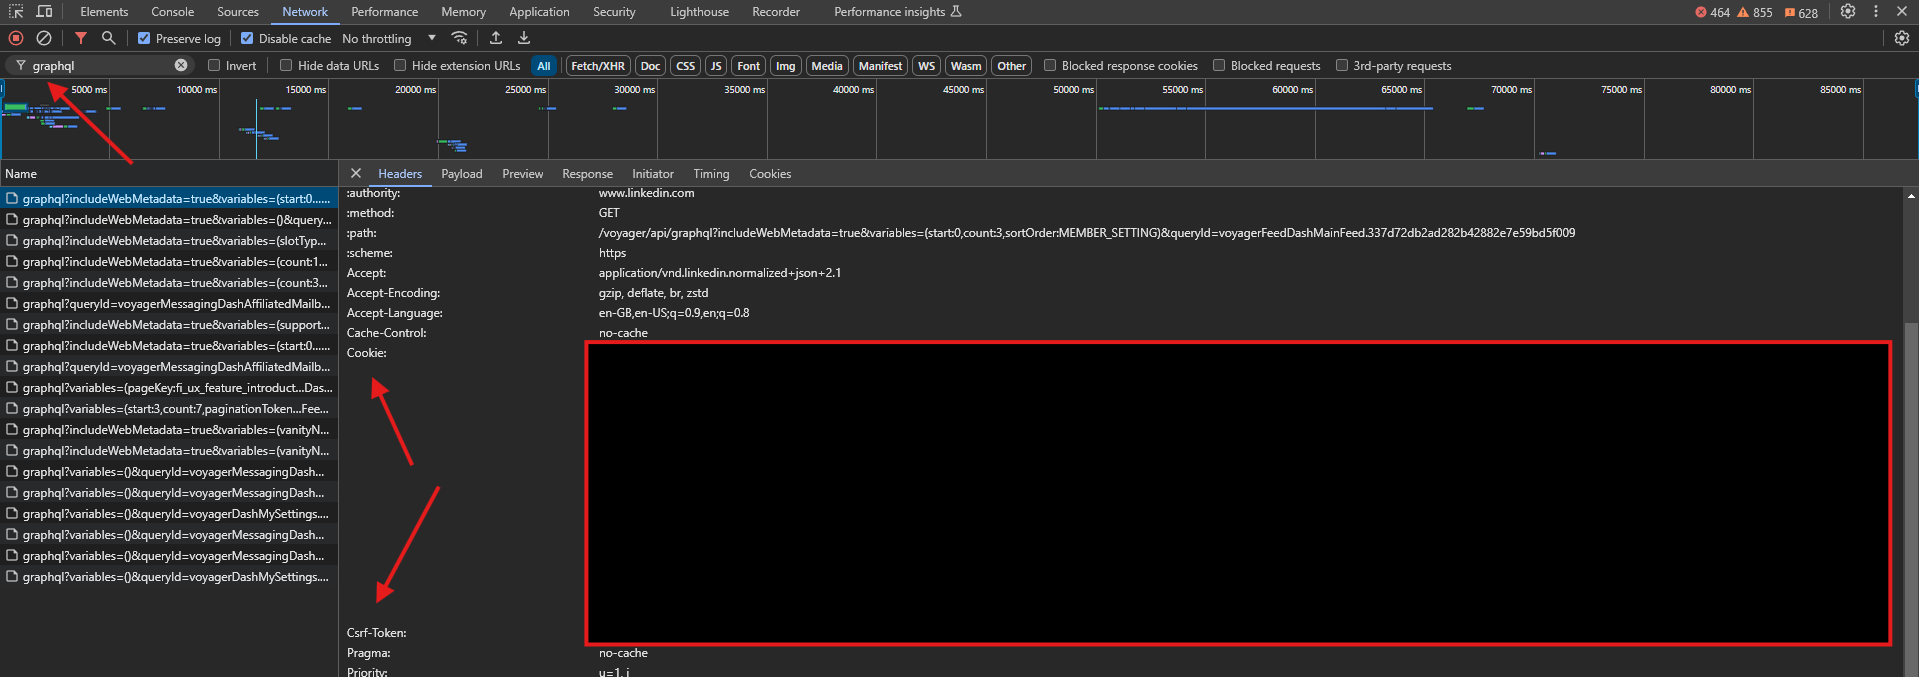 Elements Console Sources Network Performance Memory Application Security Lighthouse Recorder Performance insights 464 855 628
Preserve log Disable cache No throttling
graphql Invert Hide data URLs Hide extension URLs All Fetch/XHR Doc CSS JS Font Img Media Manifest WS Wasm Other Blocked response cookies Blocked requests 3rd-party requests
5000 ms 10000 ms 15000 ms 20000 ms 25000 ms 30000 ms 35000 ms 40000 ms 45000 ms 50000 ms 55000 ms 60000 ms 65000 ms 70000 ms 75000 ms 80000 ms 85000 ms
Name
graphql?includeWebMetadata=true&variables=(start:0......
graphql?includeWebMetadata=true&variables=()&query...
graphql?includeWebMetadata=true&variables=(slotTyp...
graphql?includeWebMetadata=true&variables=(count:1...
graphql?includeWebMetadata=true&variables=(count:3...
graphql?queryId=voyagerMessagingDashAffiliatedMailb...
graphql?includeWebMetadata=true&variables=(support...
graphql?includeWebMetadata=true&variables=(start:0......
graphql?queryId=voyagerMessagingDashAffiliatedMailb...
graphql?variables=(pageKey:fi_ux_feature_introduct...Das...
graphql?variables=(start:3,count:7,paginationToken...Fee...
graphql?includeWebMetadata=true&variables=(vanityN...
graphql?includeWebMetadata=true&variables=(vanityN...
graphql?variables=()&queryId=voyagerMessagingDash...
graphql?variables=()&queryId=voyagerMessagingDash...
graphql?variables=()&queryId=voyagerDashMySettings....
graphql?variables=()&queryId=voyagerMessagingDash...
graphql?variables=()&queryId=voyagerMessagingDash...
graphql?variables=()&queryId=voyagerDashMySettings....
Headers Payload Preview Response Initiator Timing Cookies
:authority: www.linkedin.com
:method: GET
:path: /voyager/api/graphql?includeWebMetadata=true&variables=(start:0,count:3,sortOrder:MEMBER_SETTING)&queryId=voyagerFeedDashMainFeed.337d72db2ad282b42882e7e59bd5f009
:scheme: https
Accept: application/vnd.linkedin.normalized+json+2.1
Accept-Encoding: gzip, deflate, br, zstd
Accept-Language: en-GB,en-US;q=0.9,en;q=0.8
Cache-Control: no-cache
Cookie:
Csrf-Token:
Pragma: no-cache
Priority: u=1, i